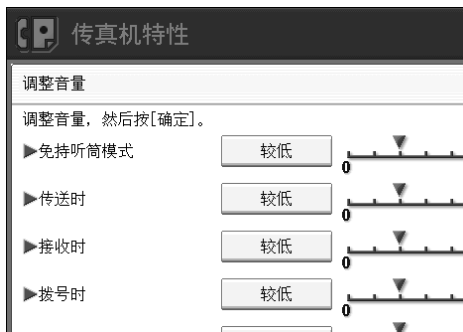 传真机特性
调整音量
调整音量，然后按[确定]。
▶免持听筒模式 较低 0
▶传送时 较低 0
▶接收时 较低 0
▶拨号时 较低 0